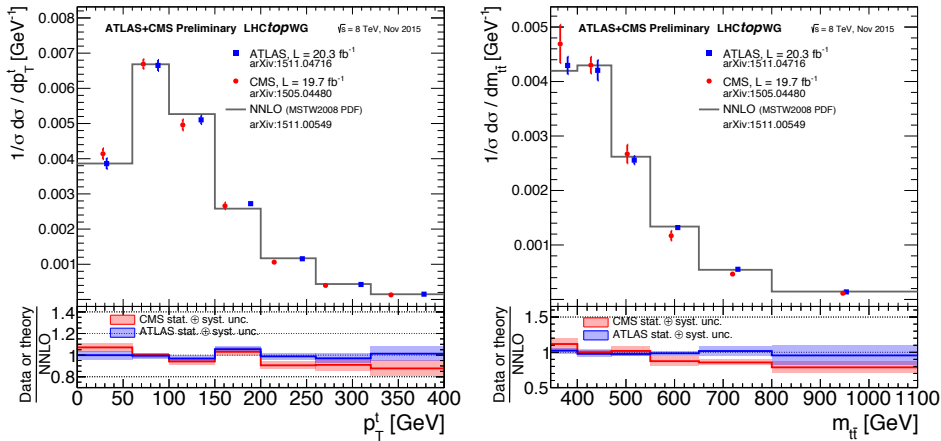 ATLAS+CMS Preliminary LHCtopWG
√s = 8 TeV, Nov 2015
1/σ dσ / dp_T^t [GeV⁻¹]
0.008
0.007
0.006
0.005
0.004
0.003
0.002
0.001
ATLAS, L = 20.3 fb⁻¹
arXiv:1511.04716
CMS, L = 19.7 fb⁻¹
arXiv:1505.04480
NNLO (MSTW2008 PDF)
arXiv:1511.00549
Data or theory
NNLO
1.4
1.2
1.0
0.8
CMS stat. ⊕ syst. unc.
ATLAS stat. ⊕ syst. unc.
0 50 100 150 200 250 300 350 400
p_T^t [GeV]
ATLAS+CMS Preliminary LHCtopWG
√s = 8 TeV, Nov 2015
1/σ dσ / dm_tt̄ [GeV⁻¹]
0.005
0.004
0.003
0.002
0.001
ATLAS, L = 20.3 fb⁻¹
arXiv:1511.04716
CMS, L = 19.7 fb⁻¹
arXiv:1505.04480
NNLO (MSTW2008 PDF)
arXiv:1511.00549
Data or theory
NNLO
1.5
1
0.5
CMS stat. ⊕ syst. unc.
ATLAS stat. ⊕ syst. unc.
400 500 600 700 800 900 1000 1100
m_tt̄ [GeV]